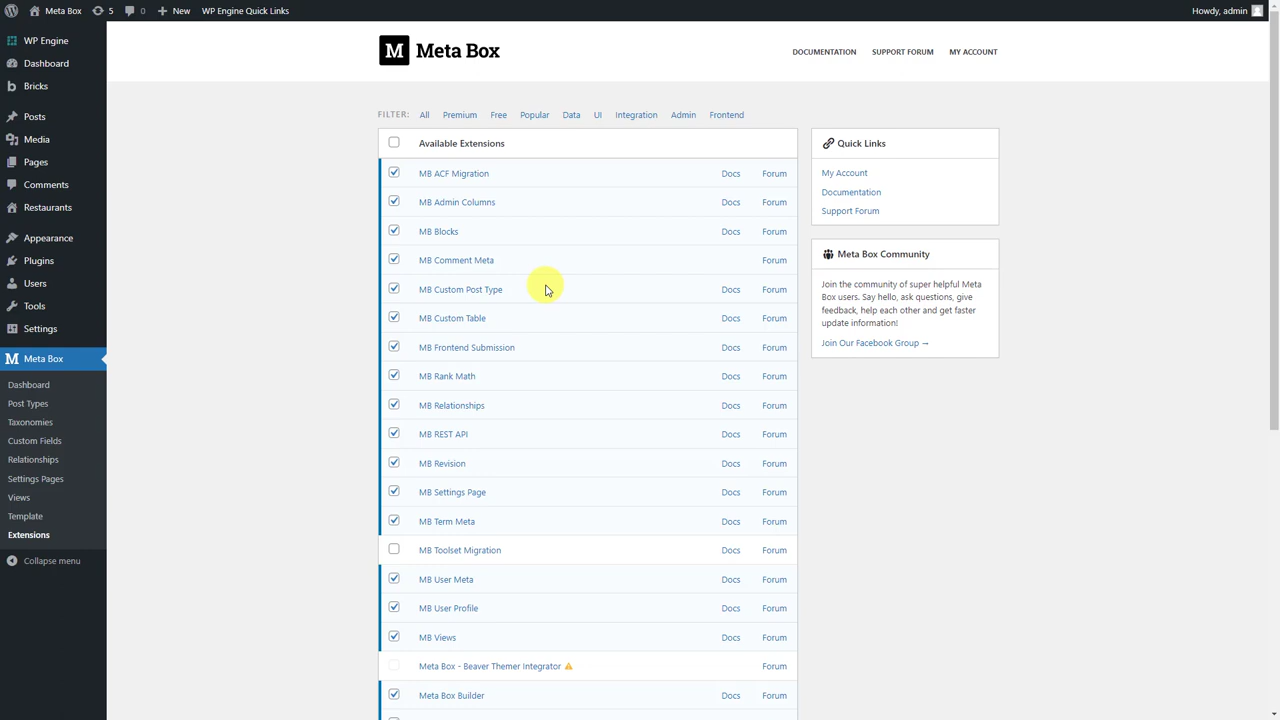 Meta Box
5
0
New
WP Engine Quick Links
Howdy, admin
WP Engine
Dashboard
Bricks
Posts
Media
Pages
Comments
Restaurants
Appearance
Plugins
Users
Tools
Settings
M Meta Box
Dashboard
Post Types
Taxonomies
Custom Fields
Relationships
Settings Pages
Views
Template
Extensions
Collapse menu
M Meta Box
DOCUMENTATION
SUPPORT FORUM
MY ACCOUNT
FILTER: All Premium Free Popular Data UI Integration Admin Frontend
Available Extensions
MB ACF Migration Docs Forum
MB Admin Columns Docs Forum
MB Blocks Docs Forum
MB Comment Meta Forum
MB Custom Post Type Docs Forum
MB Custom Table Docs Forum
MB Frontend Submission Docs Forum
MB Rank Math Docs Forum
MB Relationships Docs Forum
MB REST API Docs Forum
MB Revision Docs Forum
MB Settings Page Docs Forum
MB Term Meta Docs Forum
MB Toolset Migration Docs Forum
MB User Meta Docs Forum
MB User Profile Docs Forum
MB Views Docs Forum
Meta Box - Beaver Themer Integrator Forum
Meta Box Builder Docs Forum
Quick Links
My Account
Documentation
Support Forum
Meta Box Community
Join the community of super helpful Meta
Box users. Say hello, ask questions, give
feedback, help each other and get faster
update information!
Join Our Facebook Group →